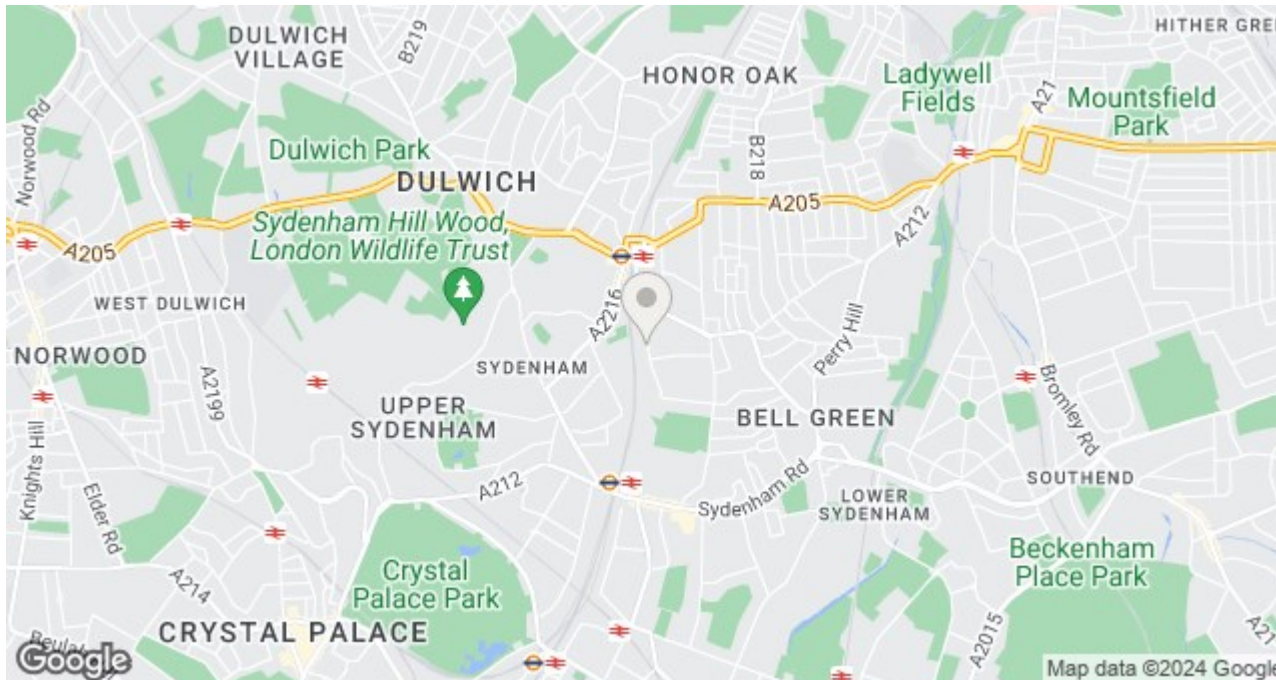 HITHER GREE
DULWICH
VILLAGE
B219
HONOR OAK
Ladywell
Fields
A21
Mountsfield
Park
Norwood Rd
Dulwich Park
B218
DULWICH
A205
A212
Sydenham Hill Wood,
London Wildlife Trust
A205
WEST DULWICH
A2216
NORWOOD
SYDENHAM
Perry Hill
A2199
UPPER
SYDENHAM
BELL GREEN
Bromley Rd
Knights Hill
A212
SOUTHEND
Sydenham Rd
LOWER
SYDENHAM
Elder Rd
Beckenham
Place Park
A214
Crystal
Palace Park
A2015
CRYSTAL PALACE
A21
Beulah
Google
Map data ©2024 Google